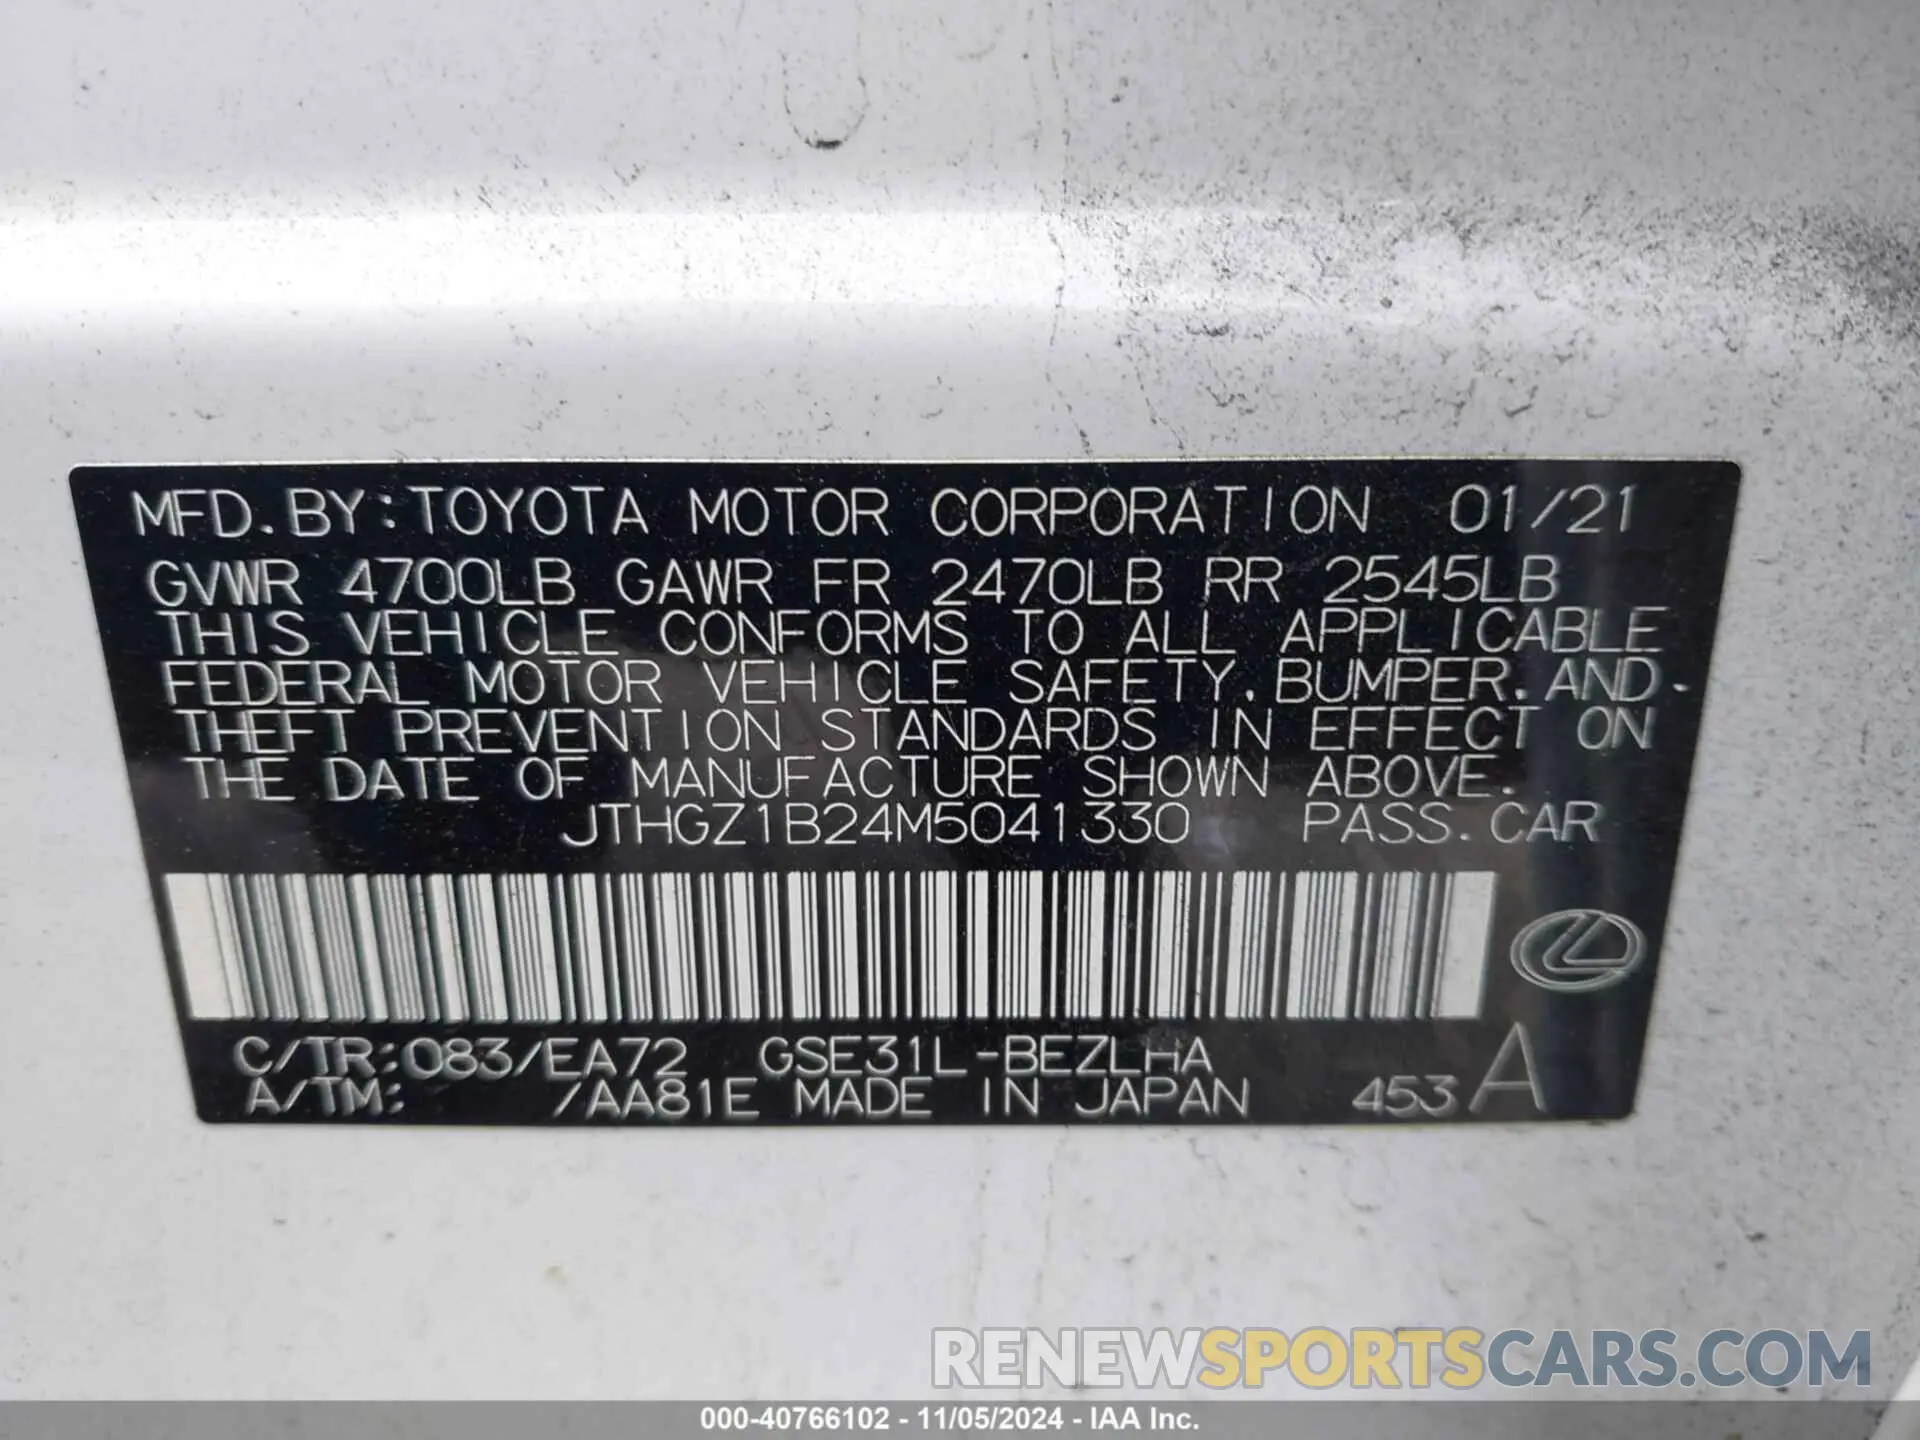 MFD. BY: TOYOTA MOTOR CORPORATION 01/21
GVWR 4700LB GAWR FR 2470LB RR 2545LB
THIS VEHICLE CONFORMS TO ALL APPLICABLE
FEDERAL MOTOR VEHICLE SAFETY, BUMPER, AND
THEFT PREVENTION STANDARDS IN EFFECT ON
THE DATE OF MANUFACTURE SHOWN ABOVE.
JTHGZ1B24M5041330 PASS. CAR
C/TR: 083/EA72 GSE31L-BEZLHA
A/TM: /AA81E MADE IN JAPAN 453 A
RENEWSPORTSCARS.COM
000-40766102 - 11/05/2024 - IAA Inc.